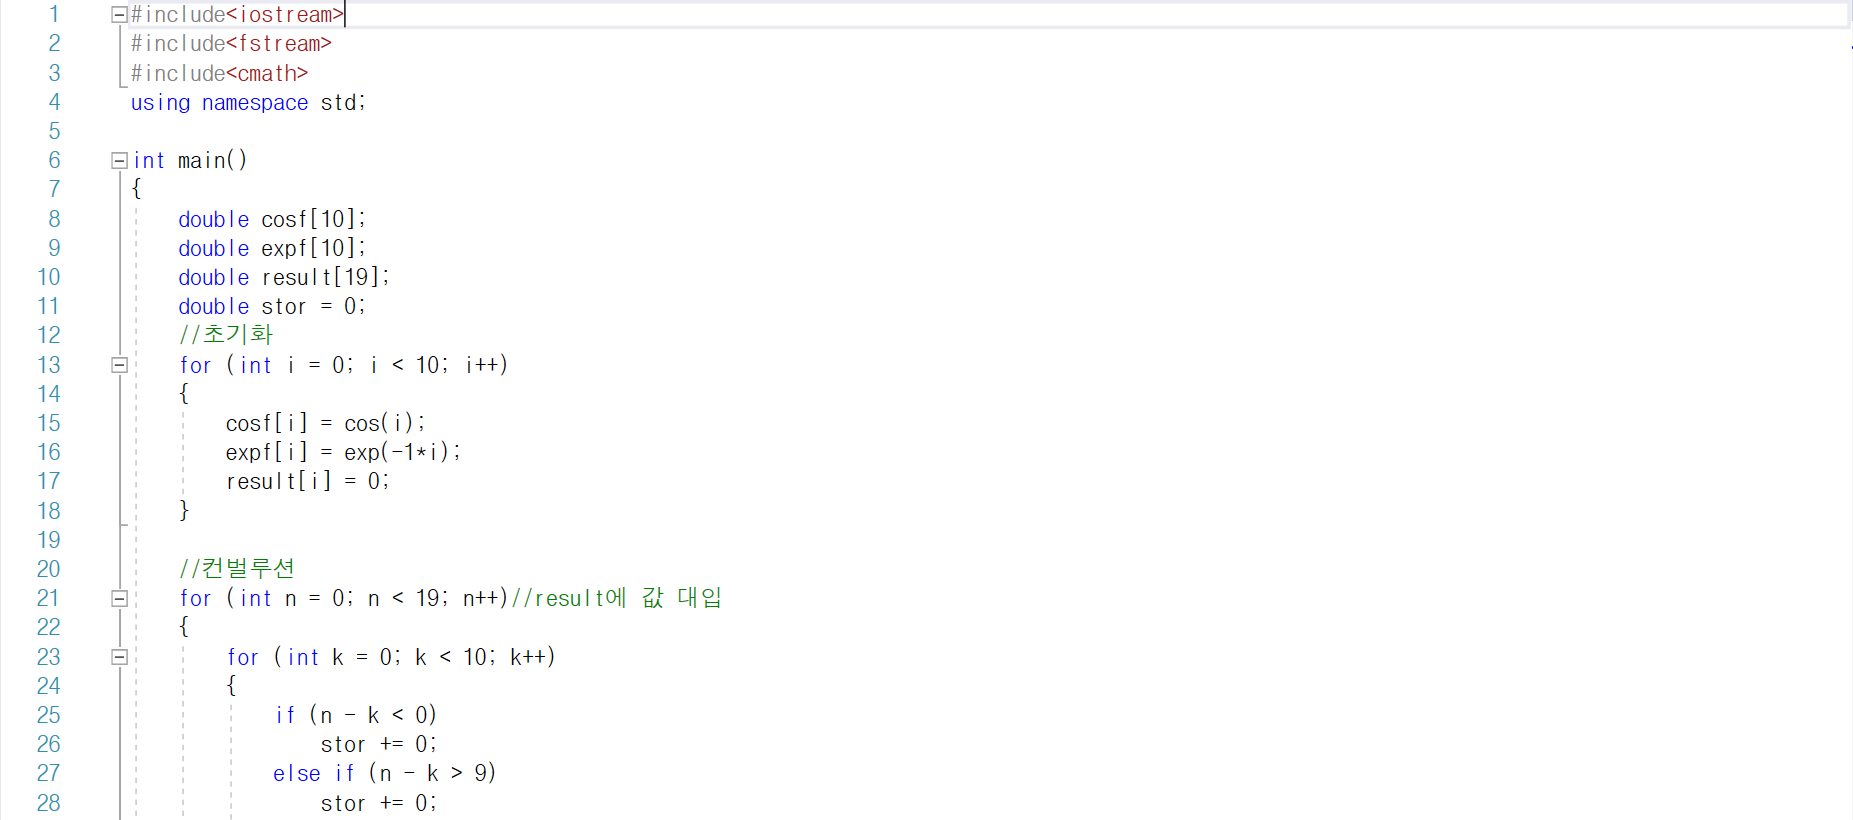 1 #include<iostream>
2 #include<fstream>
3 #include<cmath>
4 using namespace std;
5
6 int main()
7 {
8 double cosf[10];
9 double expf[10];
10 double result[19];
11 double stor = 0;
12 //초기화
13 for (int i = 0; i < 10; i++)
14 {
15 cosf[i] = cos(i);
16 expf[i] = exp(-1*i);
17 result[i] = 0;
18 }
19
20 //컨벌루션
21 for (int n = 0; n < 19; n++)//result에 값 대입
22 {
23 for (int k = 0; k < 10; k++)
24 {
25 if (n - k < 0)
26 stor += 0;
27 else if (n - k > 9)
28 stor += 0;